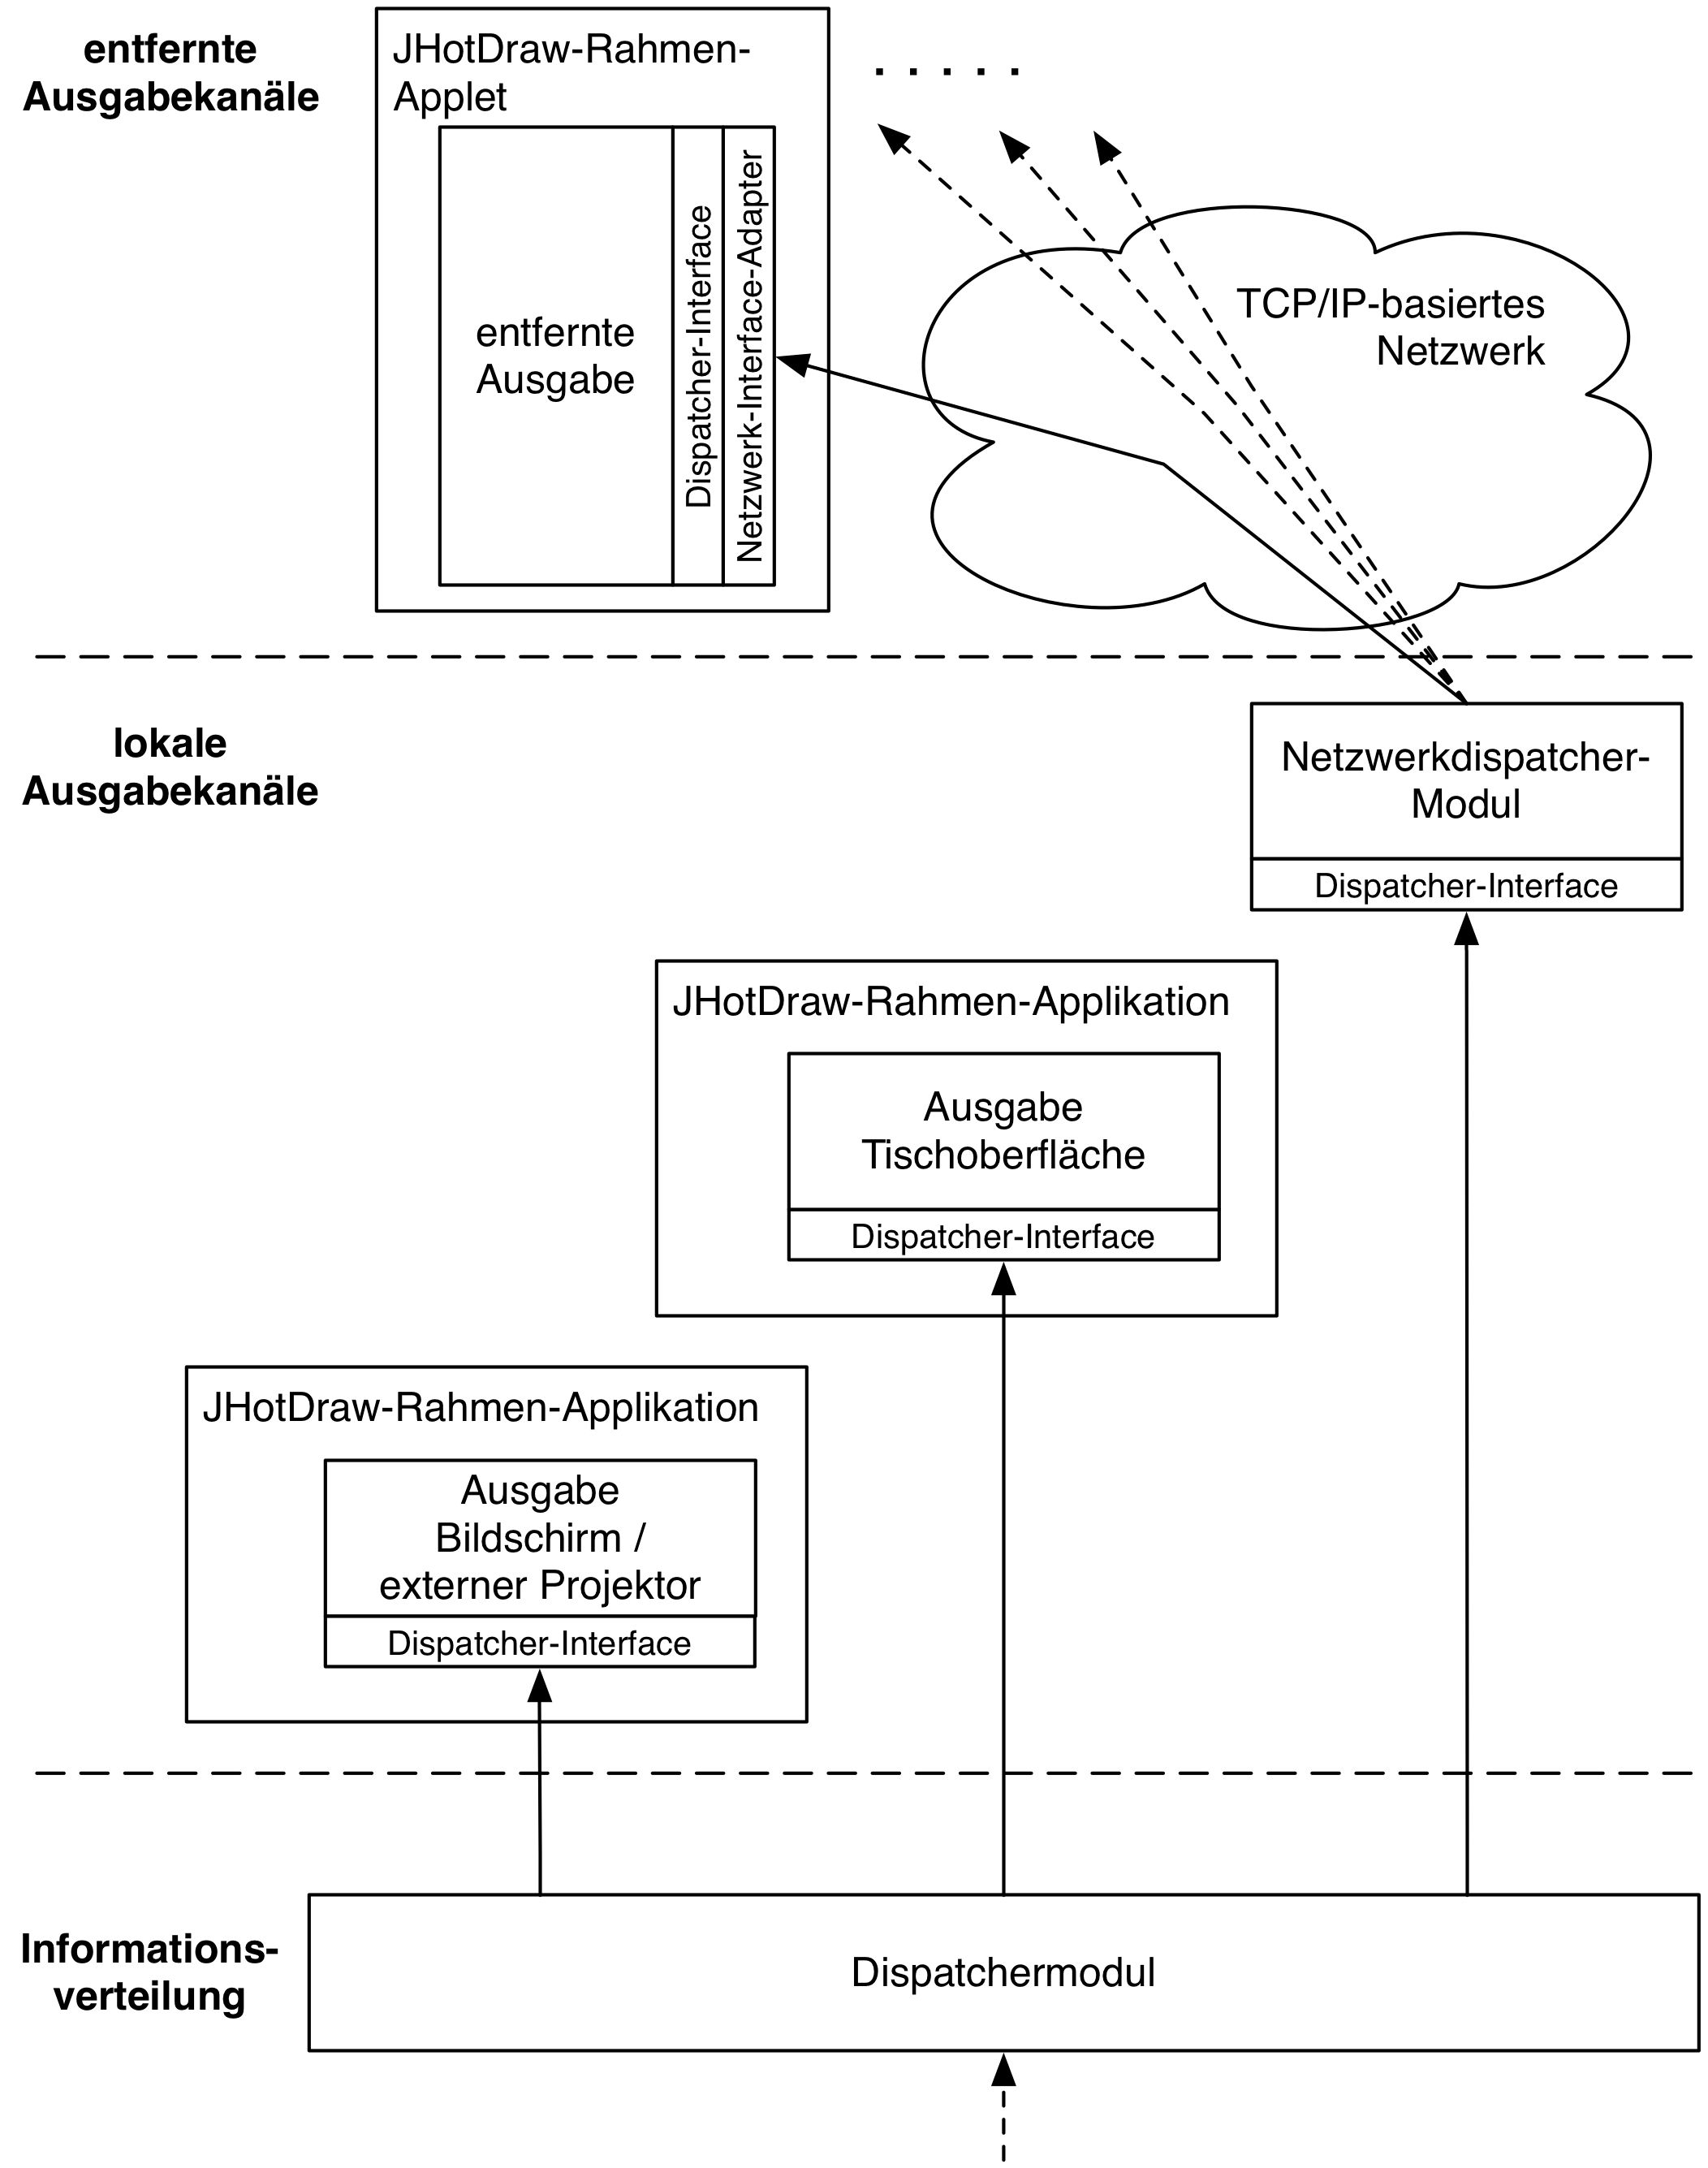 entfernte
Ausgabekanäle
JHotDraw-Rahmen-
Applet
. . . . .
entfernte
Ausgabe
Dispatcher-Interface
Netzwerk-Interface-Adapter
TCP/IP-basiertes
Netzwerk
lokale
Ausgabekanäle
Netzwerkdispatcher-
Modul
Dispatcher-Interface
JHotDraw-Rahmen-Applikation
Ausgabe
Tischoberfläche
Dispatcher-Interface
JHotDraw-Rahmen-Applikation
Ausgabe
Bildschirm /
externer Projektor
Dispatcher-Interface
Informations-
verteilung
Dispatchermodul